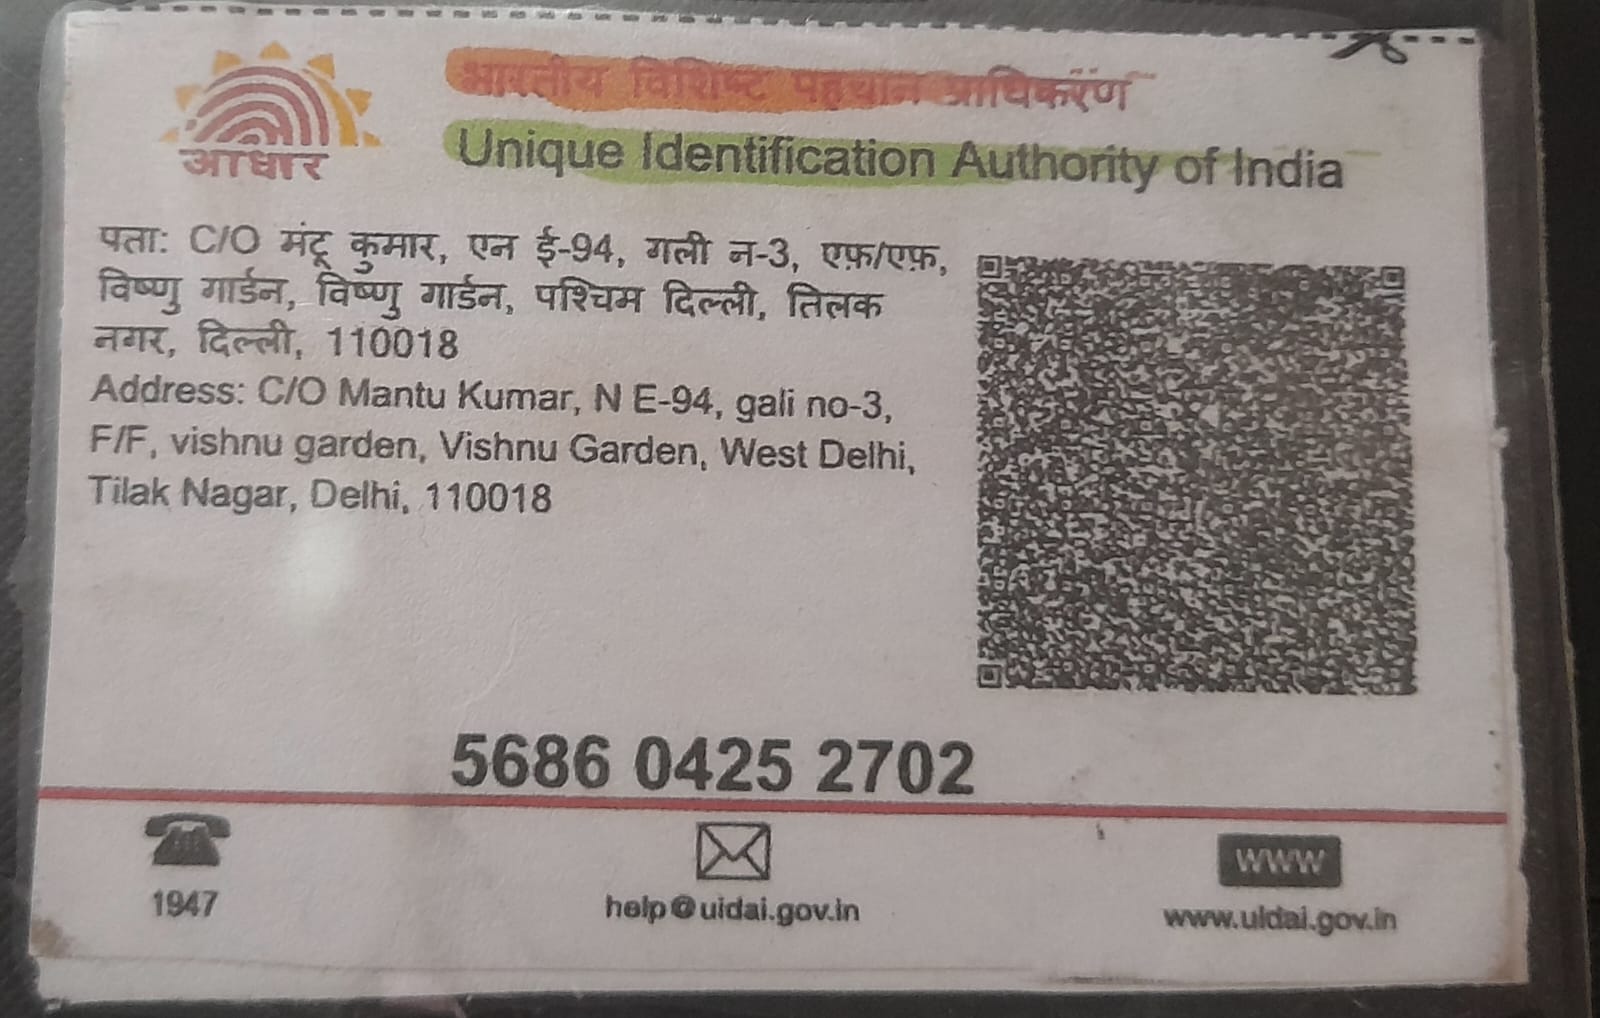 आधार
भारतीय विशिष्ट पहचान प्राधिकरण
Unique Identification Authority of India
पता: C/O मंटू कुमार, एन ई-94, गली न-3, एफ़/एफ़,
विष्णु गार्डन, विष्णु गार्डन, पश्चिम दिल्ली, तिलक
नगर, दिल्ली, 110018
Address: C/O Mantu Kumar, N E-94, gali no-3,
F/F, vishnu garden, Vishnu Garden, West Delhi,
Tilak Nagar, Delhi, 110018
5686 0425 2702
1947
help@uidai.gov.in
www
www.uidai.gov.in